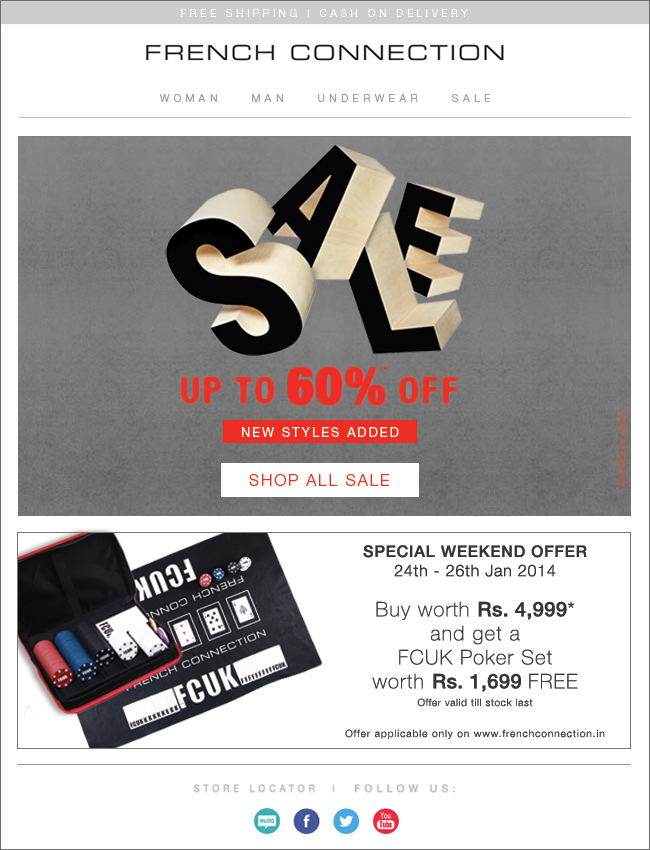 FREE SHIPPING | CASH ON DELIVERY
FRENCH CONNECTION
WOMAN MAN UNDERWEAR SALE
SALE
UP TO 60%* OFF
NEW STYLES ADDED
SHOP ALL SALE
SPECIAL WEEKEND OFFER
24th - 26th Jan 2014
Buy worth Rs. 4,999*
and get a
FCUK Poker Set
worth Rs. 1,699 FREE
Offer valid till stock last
Offer applicable only on www.frenchconnection.in
FCUK
FRENCH CONNECTION
FRENCH CONNECTION
FCUK
FCUK
STORE LOCATOR | FOLLOW US:
BLOG
f
You
Tube